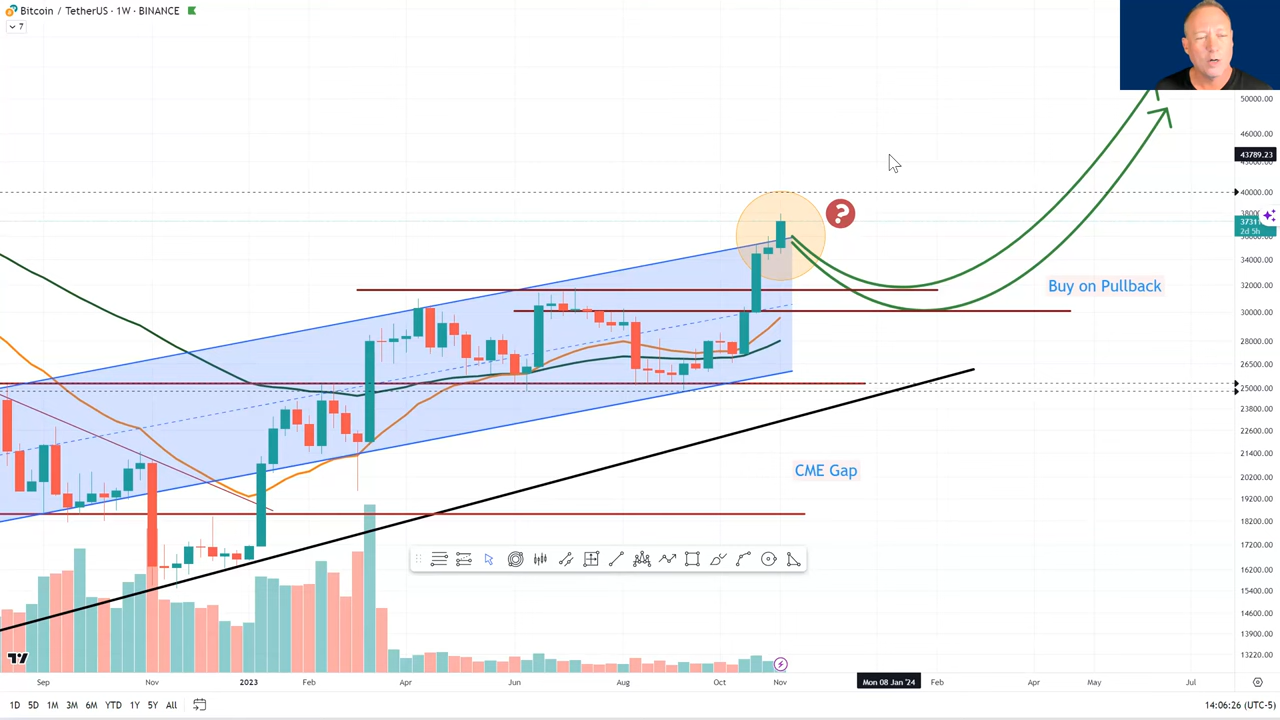 Bitcoin / TetherUS · 1W · BINANCE
7
50000.00
46000.00
43789.23
40000.00
?
3731
2d 5h
34000.00
Buy on Pullback
32000.00
30000.00
28000.00
26500.00
25000.00
23800.00
22600.00
21400.00
CME Gap
20200.00
19200.00
18200.00
17200.00
16200.00
15400.00
14600.00
13900.00
13220.00
Sep
Nov
2023
Feb
Apr
Jun
Aug
Oct
Nov
Mon 08 Jan '24
Feb
Apr
May
Jul
1D 5D 1M 3M 6M YTD 1Y 5Y All
14:06:26 (UTC-5)